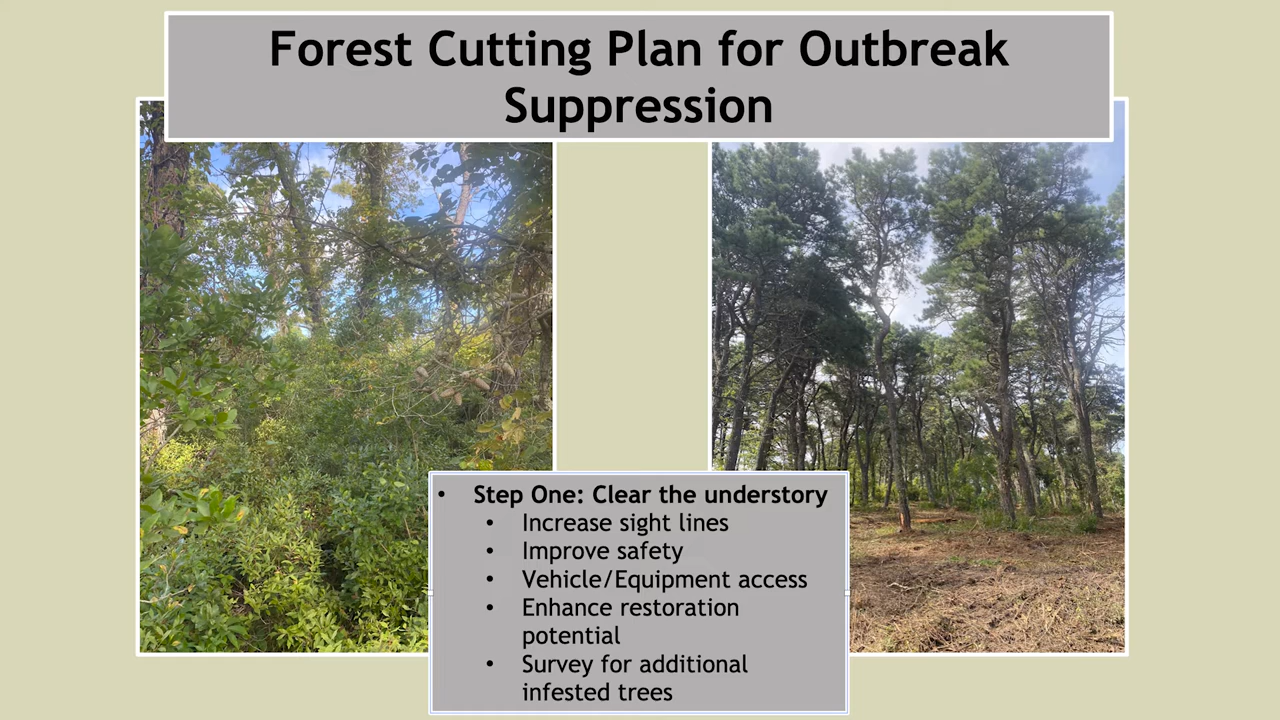 Forest Cutting Plan for Outbreak
Suppression
• Step One: Clear the understory
• Increase sight lines
• Improve safety
• Vehicle/Equipment access
• Enhance restoration
potential
• Survey for additional
infested trees